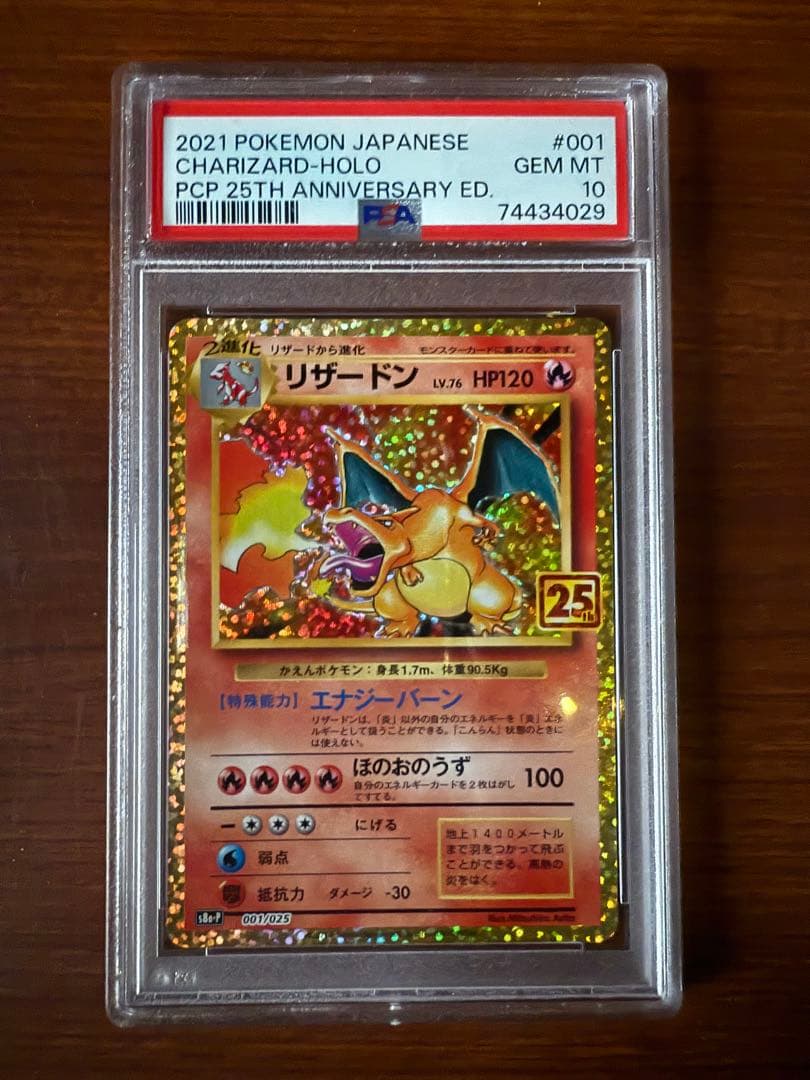 2021 POKEMON JAPANESE #001
CHARIZARD-HOLO GEM MT
PCP 25TH ANNIVERSARY ED. 10
PSA 74434029
2進化 リザードから進化 モンスターカードに重ねて使います。
リザードン LV.76 HP120
25th
かえんポケモン：身長1.7m、体重90.5Kg
【特殊能力】エナジーバーン
リザードンは、「炎」以外の自分のエネルギーを「炎」エネ
ルギーとして扱うことができる。「こんらん」状態のときに
は使えない。
ほのおのうず 100
自分のエネルギーカードを2枚はがし
てすてる。
ー にげる
弱点
抵抗力 ダメージ -30
地上1400メートル
まで羽をつかって飛ぶ
ことができる。高熱の
炎をはく。
s8a-P 001/025
Illus. Mitsuhiro Arita